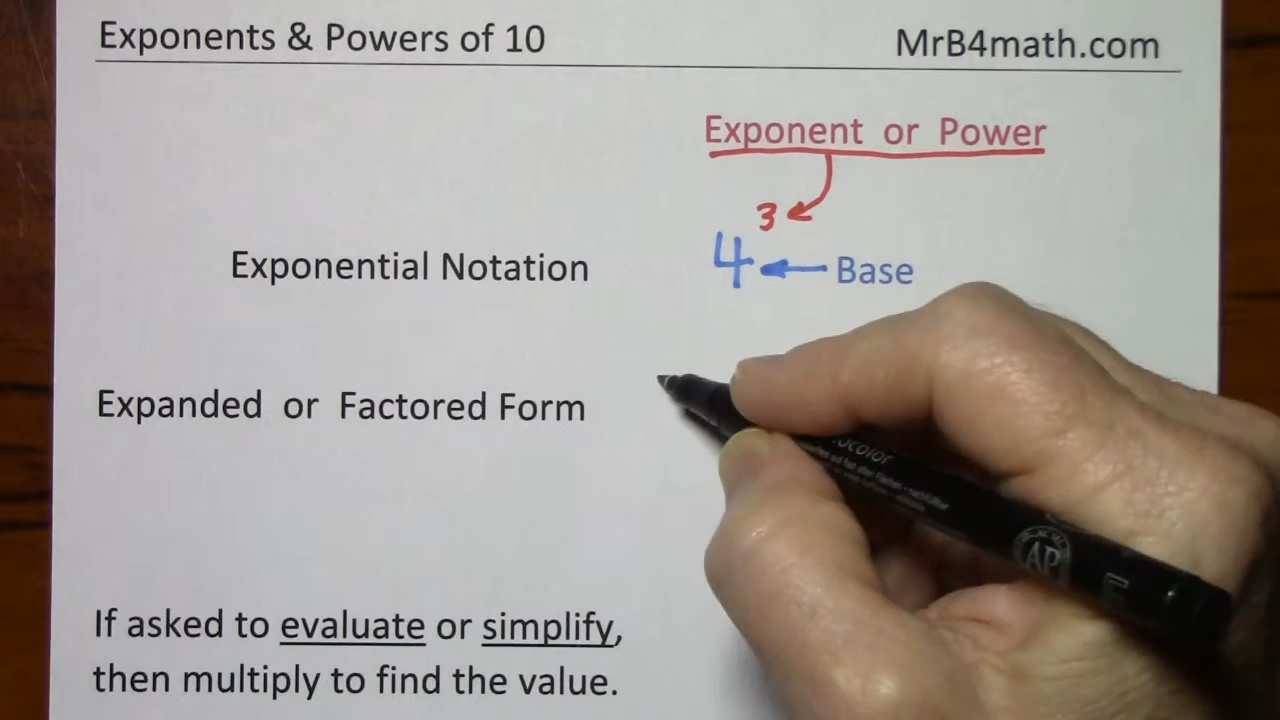 Exponents & Powers of 10 MrB4math.com
Exponent or Power
3
4 Base
Exponential Notation
Expanded or Factored Form
If asked to evaluate or simplify,
then multiply to find the value.
AP